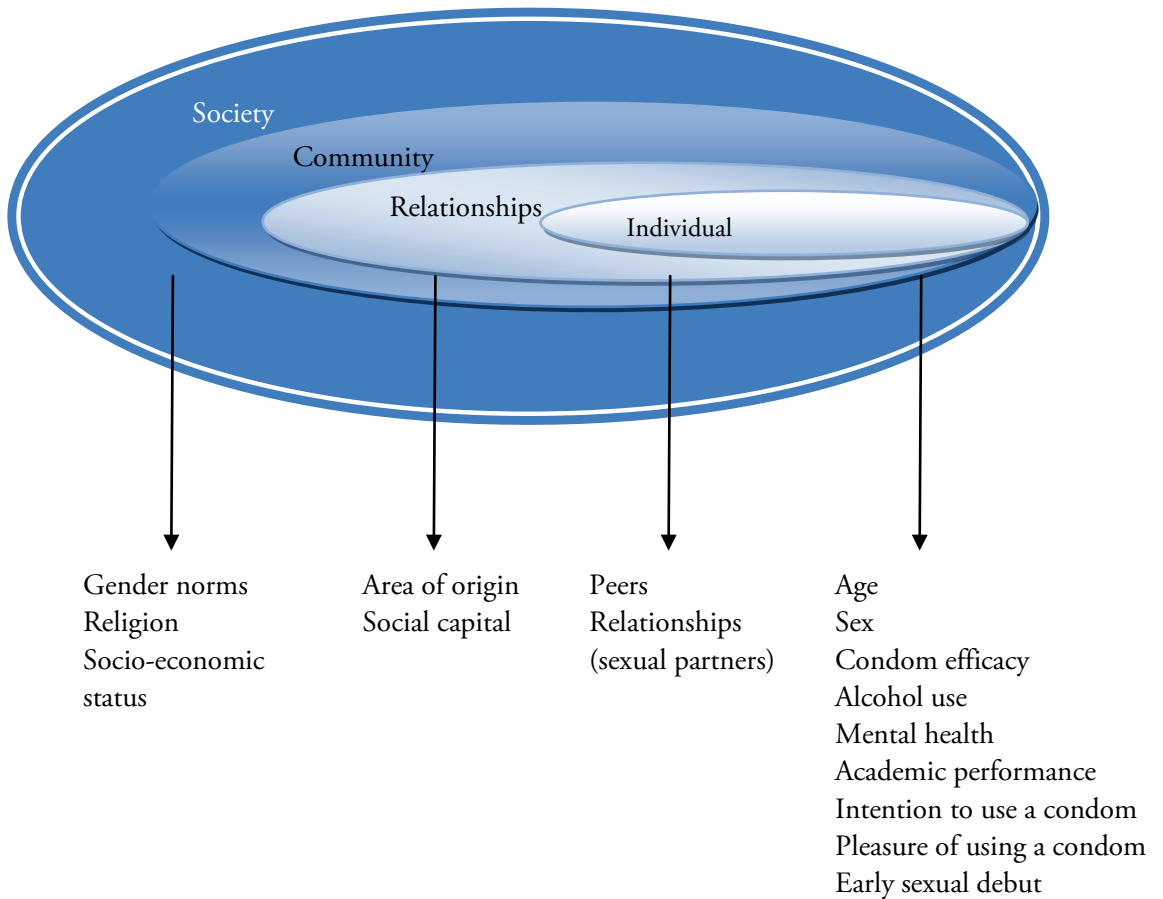 Society
Community
Relationships
Individual
Gender norms
Religion
Socio-economic
status
Area of origin
Social capital
Peers
Relationships
(sexual partners)
Age
Sex
Condom efficacy
Alcohol use
Mental health
Academic performance
Intention to use a condom
Pleasure of using a condom
Early sexual debut